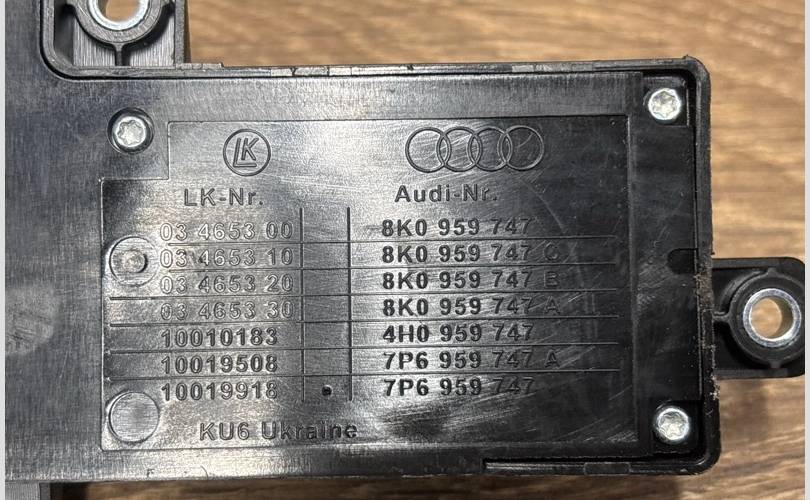 LK
LK-Nr. Audi-Nr.
03 4653 00 8K0 959 747
03 4653 10 8K0 959 747 C
03 4653 20 8K0 959 747 B
03 4653 30 8K0 959 747 A
10010183 4H0 959 747
10019508 7P6 959 747 A
10019918 7P6 959 747
KU6 Ukraine